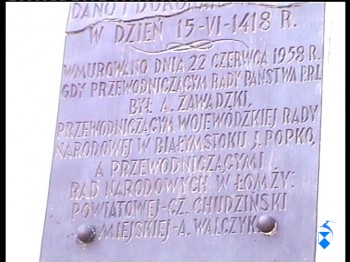 DANO
W DZIEŃ 15-VI-1418 R.
WMUROWANO DNIA 22 CZERWCA 1958 R.
GDY PRZEWODNICZĄCYM RADY PAŃSTWA P.R.L.
BYŁ A. ZAWADZKI,
PRZEWODNICZĄCYM WOJEWÓDZKIEJ RADY
NARODOWEJ W BIAŁYMSTOKU S. POPKO,
A PRZEWODNICZĄCYMI
RAD NARODOWYCH W ŁOMŻY:
POWIATOWEJ-CZ. CHUDZIŃSKI
MIEJSKIEJ-A. WALCZYK